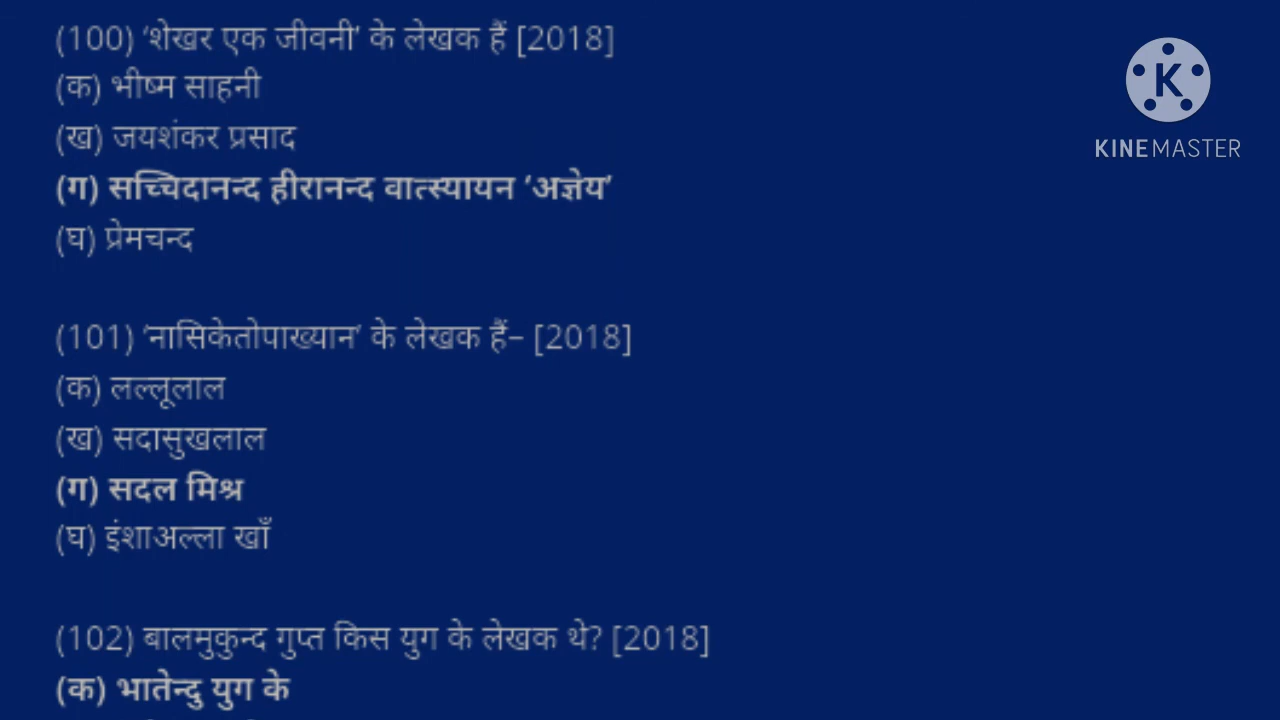 (100) ‘शेखर एक जीवनी’ के लेखक हैं [2018]
(क) भीष्म साहनी
(ख) जयशंकर प्रसाद
(ग) सच्चिदानन्द हीरानन्द वात्स्यायन ‘अज्ञेय’
(घ) प्रेमचन्द
(101) ‘नासिकेतोपाख्यान’ के लेखक हैं– [2018]
(क) लल्लूलाल
(ख) सदासुखलाल
(ग) सदल मिश्र
(घ) इंशाअल्ला खाँ
(102) बालमुकुन्द गुप्त किस युग के लेखक थे? [2018]
(क) भातेन्दु युग के
K
KINEMASTER